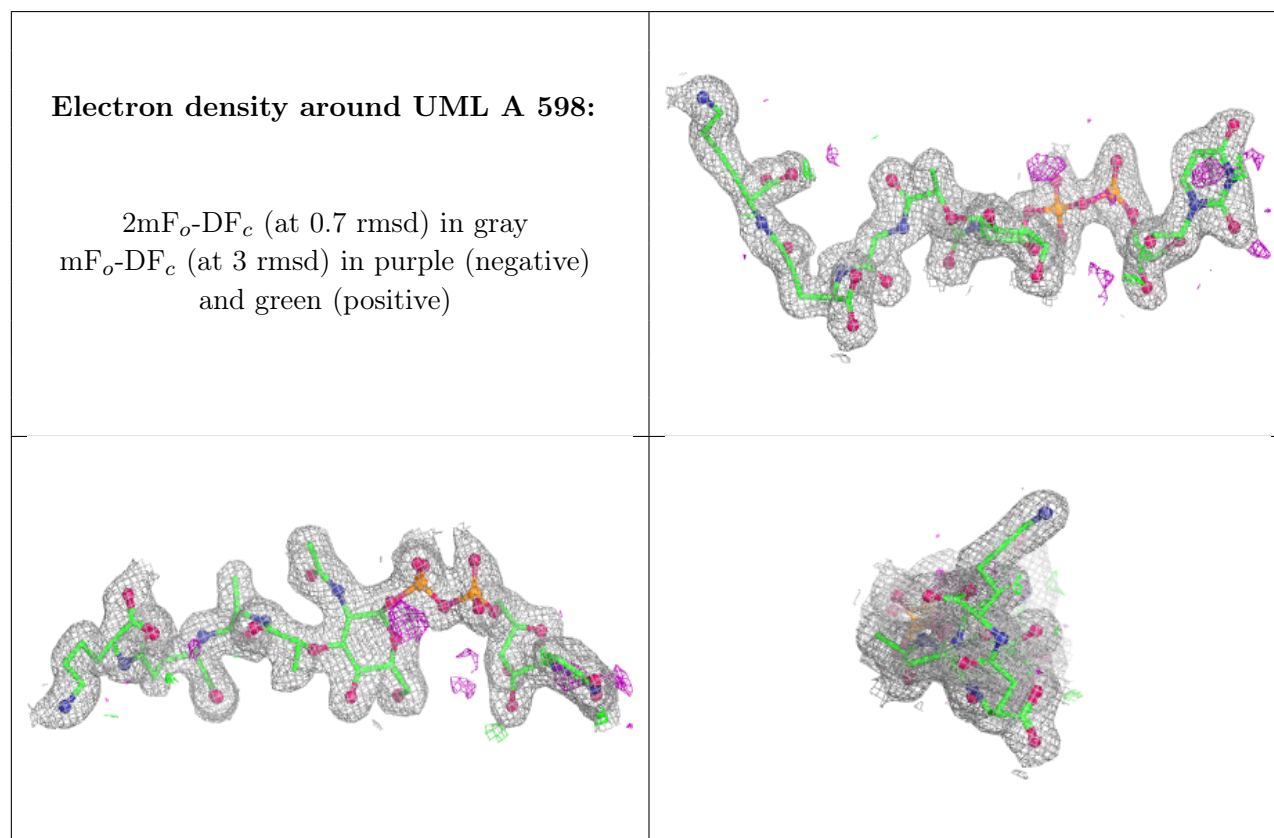 Electron density around UML A 598:
2mFo-DFc (at 0.7 rmsd) in gray
mFo-DFc (at 3 rmsd) in purple (negative)
and green (positive)